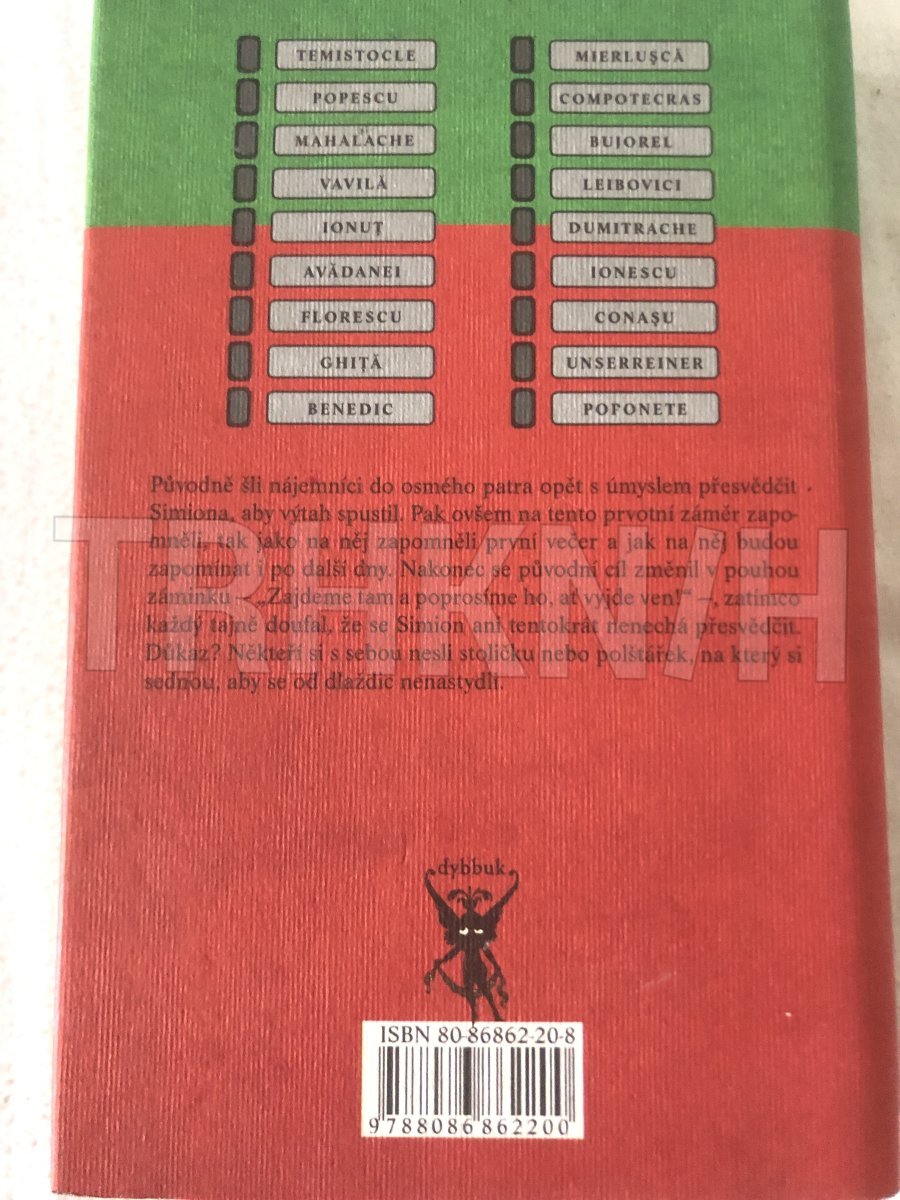 TEMISTOCLE MIERLUŞCĂ
POPESCU COMPOTECRAS
MAHALACHE BUJOREL
VAVILĂ LEIBOVICI
IONUŢ DUMITRACHE
AVĂDANEI IONESCU
FLORESCU CONAŞU
GHIŢĂ UNSERREINER
BENEDIC POPONETE
Původně šli nájemníci do osmého patra opět s úmyslem přesvědčit
Simiona, aby výtah spustil. Pak ovšem na tento prvotní záměr zapo-
mněli, tak jako na něj zapomněli první večer a jak na něj budou
zapomínat i po další dny. Nakonec se původní cíl změnil v pouhou
záminku – „Zajdeme tam a poprosíme ho, ať vyjde ven!“ –, zatímco
každý tajně doufal, že se Simion ani tentokrát nenechá přesvědčit.
Důkaz? Někteří si s sebou nesli stoličku nebo polštářek, na který si
sednou, aby se od dlaždic nenastydli.
TRHKNIH
dybbuk
ISBN 80-86862-20-8
9788086862200